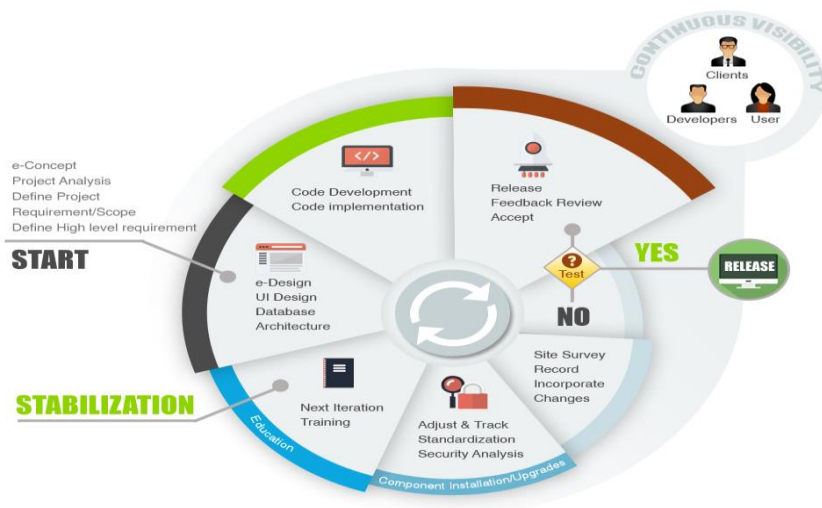 CONTINUOUS VISIBILITY
Clients
Developers
User
e-Concept
Project Analysis
Define Project
Requirement/Scope
Define High level requirement
START
</>
Code Development
Code implementation
Release
Feedback Review
Accept
e-Design
UI Design
Database
Architecture
?
Test
YES
RELEASE
NO
Site Survey
Record
Incorporate
Changes
STABILIZATION
Next Iteration
Training
Education
Adjust & Track
Standardization
Security Analysis
Component Installation/Upgrades